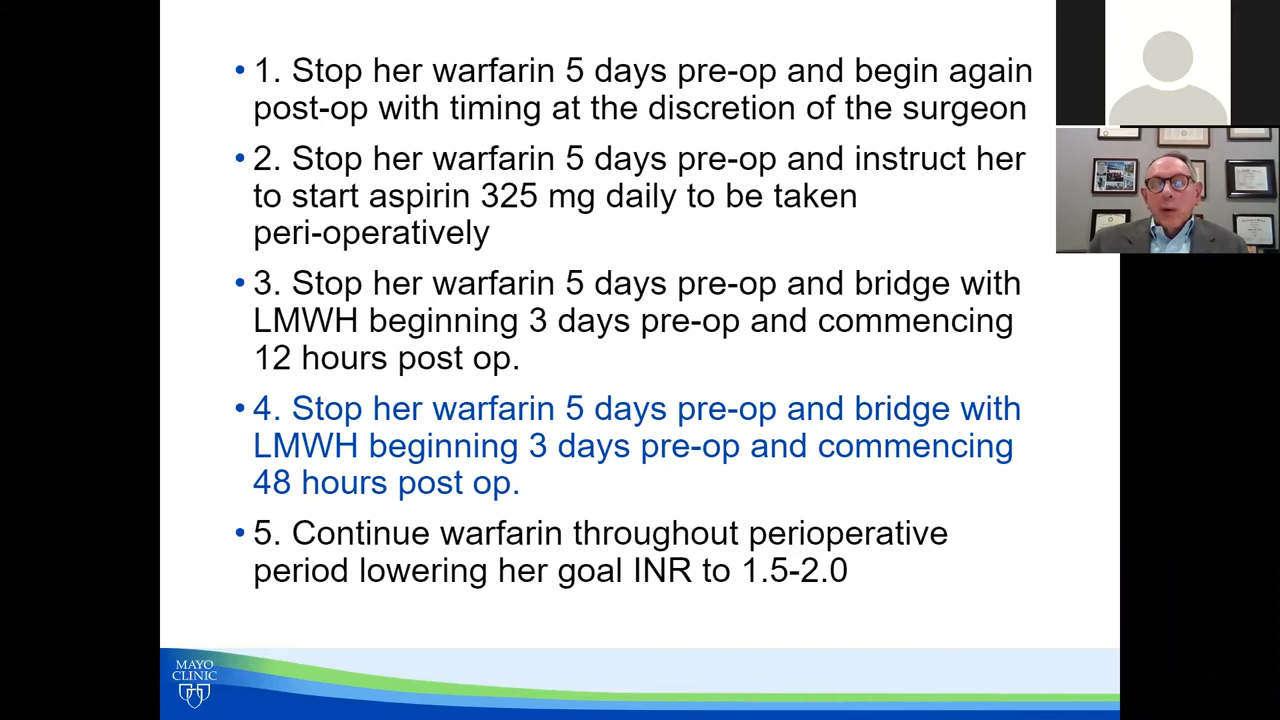 • 1. Stop her warfarin 5 days pre-op and begin again
post-op with timing at the discretion of the surgeon
• 2. Stop her warfarin 5 days pre-op and instruct her
to start aspirin 325 mg daily to be taken
peri-operatively
• 3. Stop her warfarin 5 days pre-op and bridge with
LMWH beginning 3 days pre-op and commencing
12 hours post op.
• 4. Stop her warfarin 5 days pre-op and bridge with
LMWH beginning 3 days pre-op and commencing
48 hours post op.
• 5. Continue warfarin throughout perioperative
period lowering her goal INR to 1.5-2.0
MAYO
CLINIC